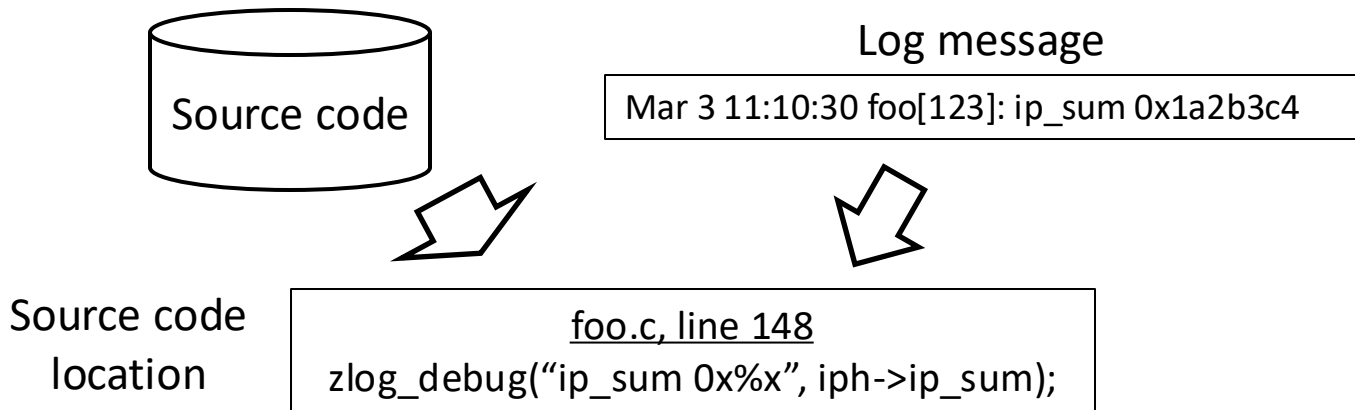 Source code
Log message
Mar 3 11:10:30 foo[123]: ip_sum 0x1a2b3c4
Source code
location
foo.c, line 148
zlog_debug(“ip_sum 0x%x”, iph->ip_sum);